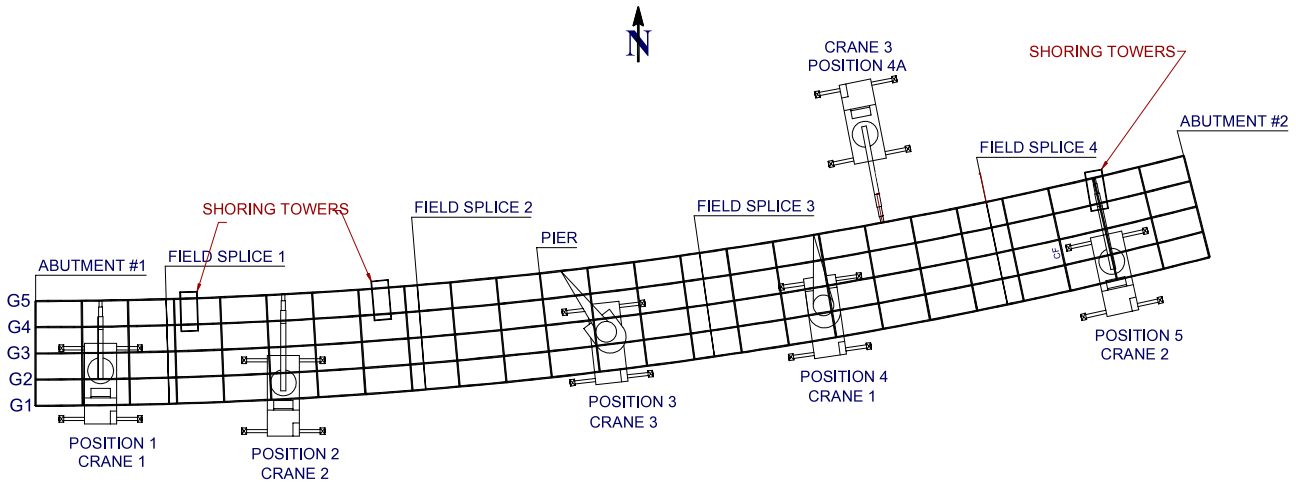 N
CRANE 3
POSITION 4A
SHORING TOWERS
ABUTMENT #2
FIELD SPLICE 4
SHORING TOWERS
FIELD SPLICE 2
FIELD SPLICE 3
PIER
ABUTMENT #1
FIELD SPLICE 1
CF
G5
G4
G3
G2
G1
POSITION 1
CRANE 1
POSITION 2
CRANE 2
POSITION 3
CRANE 3
POSITION 4
CRANE 1
POSITION 5
CRANE 2